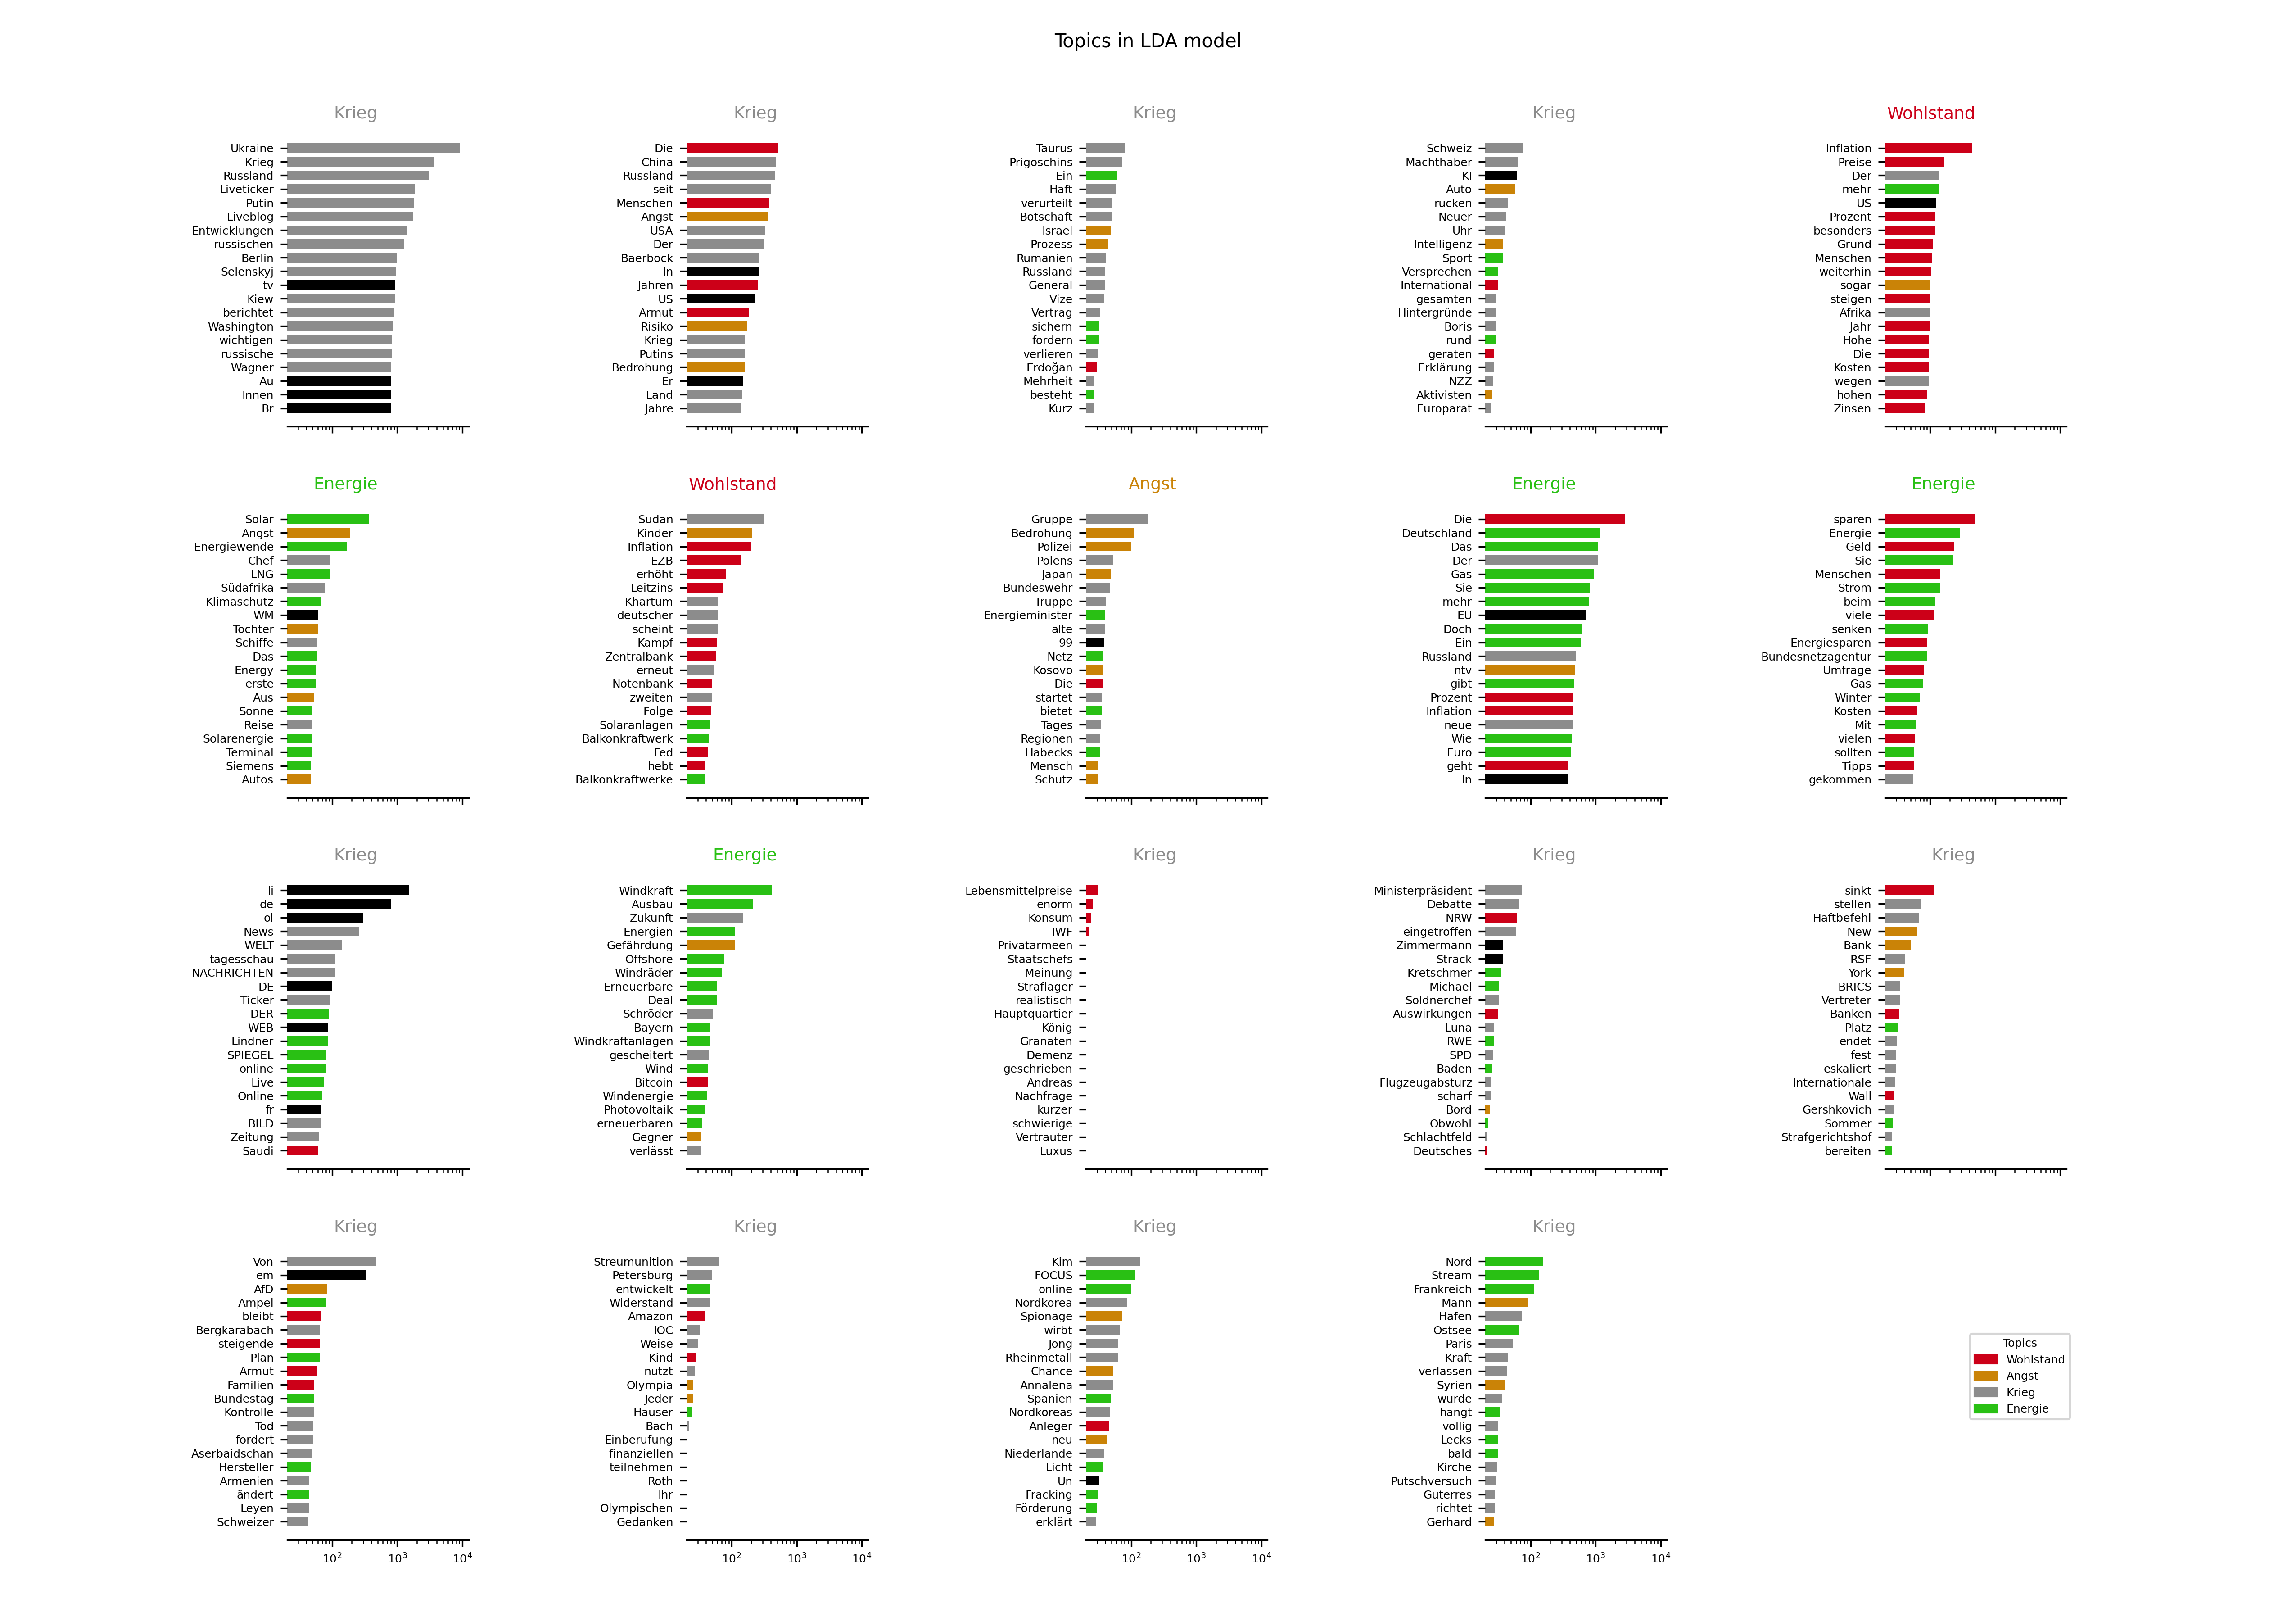 Topics in LDA model
Krieg
Ukraine
Krieg
Russland
Liveticker
Putin
Liveblog
Entwicklungen
russischen
Berlin
Selenskyj
tv
Kiew
berichtet
Washington
wichtigen
russische
Wagner
Au
Innen
Br
Krieg
Die
China
Russland
seit
Menschen
Angst
USA
Der
Baerbock
In
Jahren
US
Armut
Risiko
Krieg
Putins
Bedrohung
Er
Land
Jahre
Krieg
Taurus
Prigoschins
Ein
Haft
verurteilt
Botschaft
Israel
Prozess
Rumänien
Russland
General
Vize
Vertrag
sichern
fordern
verlieren
Erdoğan
Mehrheit
besteht
Kurz
Krieg
Schweiz
Machthaber
KI
Auto
rücken
Neuer
Uhr
Intelligenz
Sport
Versprechen
International
gesamten
Hintergründe
Boris
rund
geraten
Erklärung
NZZ
Aktivisten
Europarat
Wohlstand
Inflation
Preise
Der
mehr
US
Prozent
besonders
Grund
Menschen
weiterhin
sogar
steigen
Afrika
Jahr
Hohe
Die
Kosten
wegen
hohen
Zinsen
Energie
Solar
Angst
Energiewende
Chef
LNG
Südafrika
Klimaschutz
WM
Tochter
Schiffe
Das
Energy
erste
Aus
Sonne
Reise
Solarenergie
Terminal
Siemens
Autos
Wohlstand
Sudan
Kinder
Inflation
EZB
erhöht
Leitzins
Khartum
deutscher
scheint
Kampf
Zentralbank
erneut
Notenbank
zweiten
Folge
Solaranlagen
Balkonkraftwerk
Fed
hebt
Balkonkraftwerke
Angst
Gruppe
Bedrohung
Polizei
Polens
Japan
Bundeswehr
Truppe
Energieminister
alte
99
Netz
Kosovo
Die
startet
bietet
Tages
Regionen
Habecks
Mensch
Schutz
Energie
Die
Deutschland
Das
Der
Gas
Sie
mehr
EU
Doch
Ein
Russland
ntv
gibt
Prozent
Inflation
neue
Wie
Euro
geht
In
Energie
sparen
Energie
Geld
Sie
Menschen
Strom
beim
viele
senken
Energiesparen
Bundesnetzagentur
Umfrage
Gas
Winter
Kosten
Mit
vielen
sollten
Tipps
gekommen
Krieg
li
de
ol
News
WELT
tagesschau
NACHRICHTEN
DE
Ticker
DER
WEB
Lindner
SPIEGEL
online
Live
Online
fr
BILD
Zeitung
Saudi
Energie
Windkraft
Ausbau
Zukunft
Energien
Gefährdung
Offshore
Windräder
Erneuerbare
Deal
Schröder
Bayern
Windkraftanlagen
gescheitert
Wind
Bitcoin
Windenergie
Photovoltaik
erneuerbaren
Gegner
verlässt
Krieg
Lebensmittelpreise
enorm
Konsum
IWF
Privatarmeen
Staatschefs
Meinung
Straflager
realistisch
Hauptquartier
König
Granaten
Demenz
geschrieben
Andreas
Nachfrage
kurzer
schwierige
Vertrauter
Luxus
Krieg
Ministerpräsident
Debatte
NRW
eingetroffen
Zimmermann
Strack
Kretschmer
Michael
Söldnerchef
Auswirkungen
Luna
RWE
SPD
Baden
Flugzeugabsturz
scharf
Bord
Obwohl
Schlachtfeld
Deutsches
Krieg
sinkt
stellen
Haftbefehl
New
Bank
RSF
York
BRICS
Vertreter
Banken
Platz
endet
fest
eskaliert
Internationale
Wall
Gershkovich
Sommer
Strafgerichtshof
bereiten
Krieg
Von
em
AfD
Ampel
bleibt
Bergkarabach
steigende
Plan
Armut
Familien
Bundestag
Kontrolle
Tod
fordert
Aserbaidschan
Hersteller
Armenien
ändert
Leyen
Schweizer
10² 10³ 10⁴
Krieg
Streumunition
Petersburg
entwickelt
Widerstand
Amazon
IOC
Weise
Kind
nutzt
Olympia
Jeder
Häuser
Bach
Einberufung
finanziellen
teilnehmen
Roth
Ihr
Olympischen
Gedanken
10² 10³ 10⁴
Krieg
Kim
FOCUS
online
Nordkorea
Spionage
wirbt
Jong
Rheinmetall
Chance
Annalena
Spanien
Nordkoreas
Anleger
neu
Niederlande
Licht
Un
Fracking
Förderung
erklärt
10² 10³ 10⁴
Krieg
Nord
Stream
Frankreich
Mann
Hafen
Ostsee
Paris
Kraft
verlassen
Syrien
wurde
hängt
völlig
Lecks
bald
Kirche
Putschversuch
Guterres
richtet
Gerhard
10² 10³ 10⁴
Topics
Wohlstand
Angst
Krieg
Energie